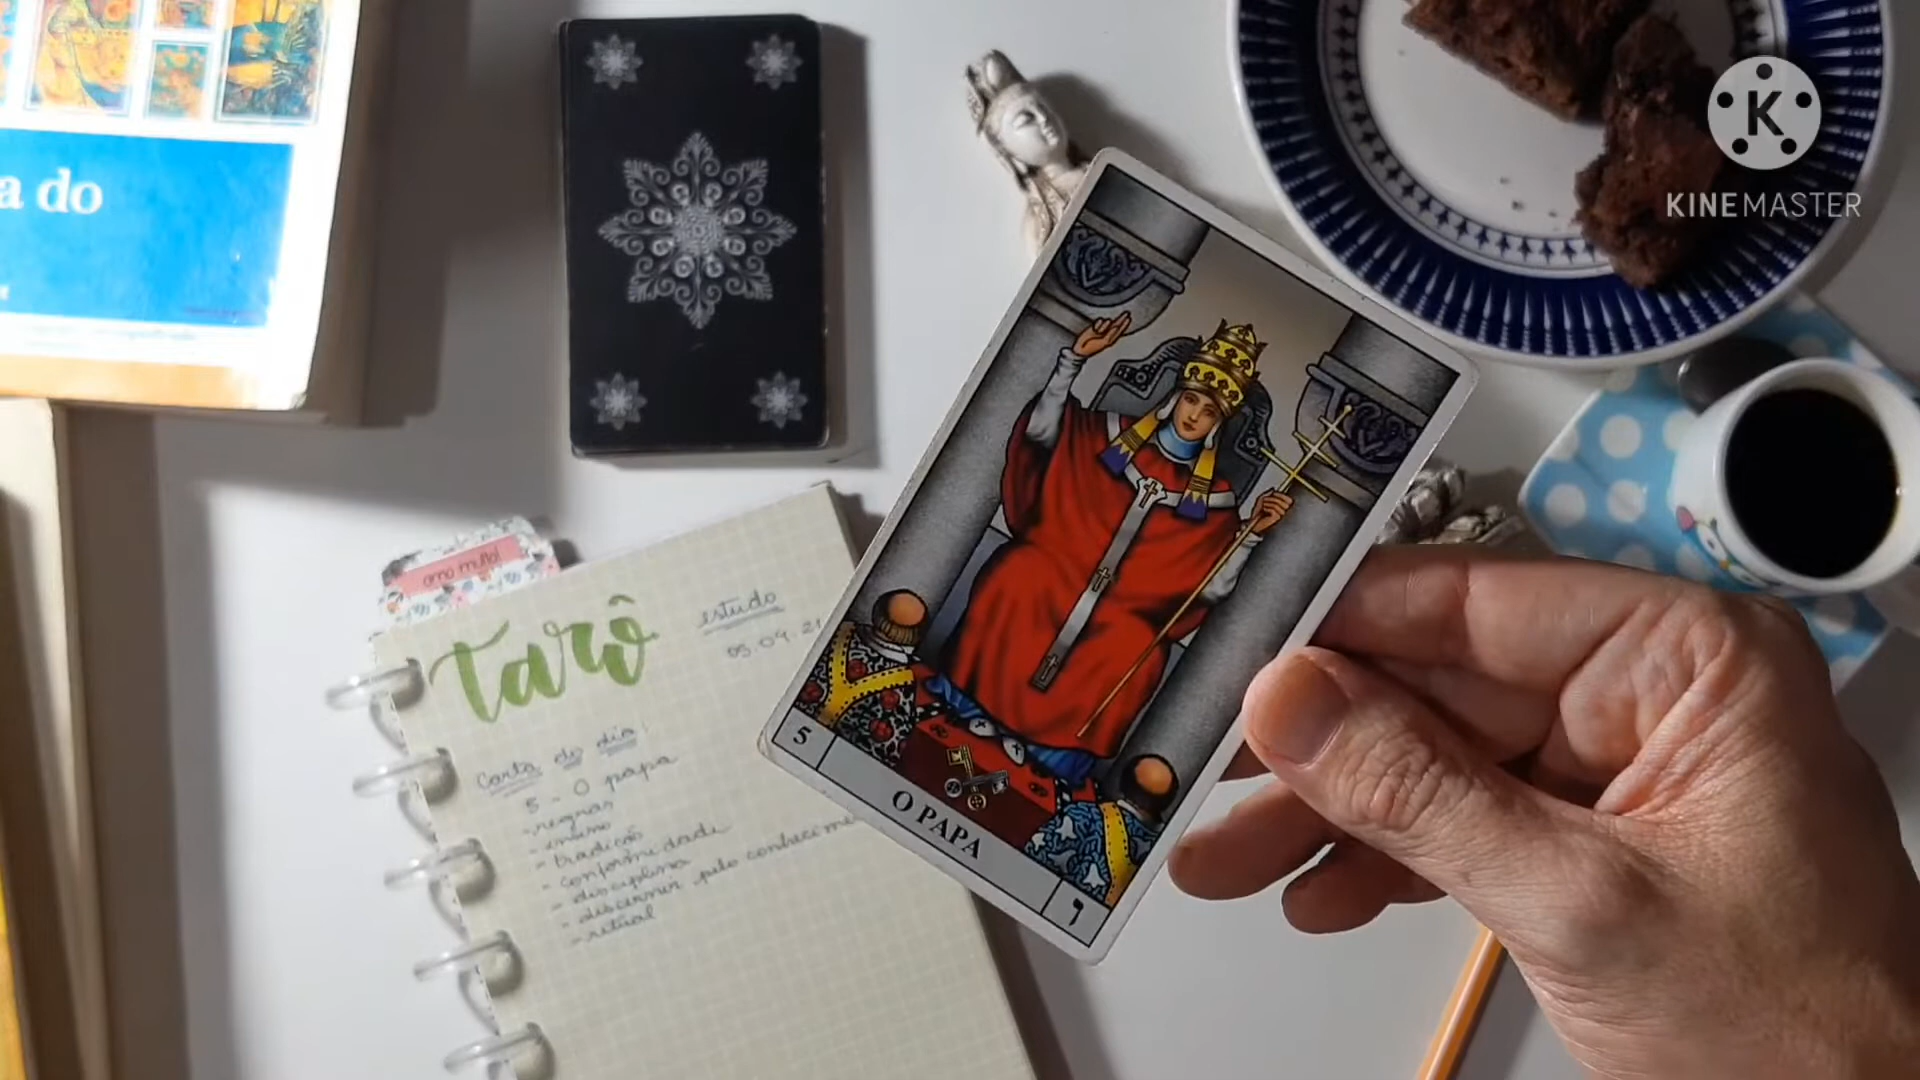 a do
KINEMASTER
amo muito!
tarô
estudo
05.09.21
Carta do dia:
5 - O papa
- regras
- ensino
- tradição
- conformidade
- disciplina
- discernir pelo conhecime
- ritual
5
O PAPA
ו